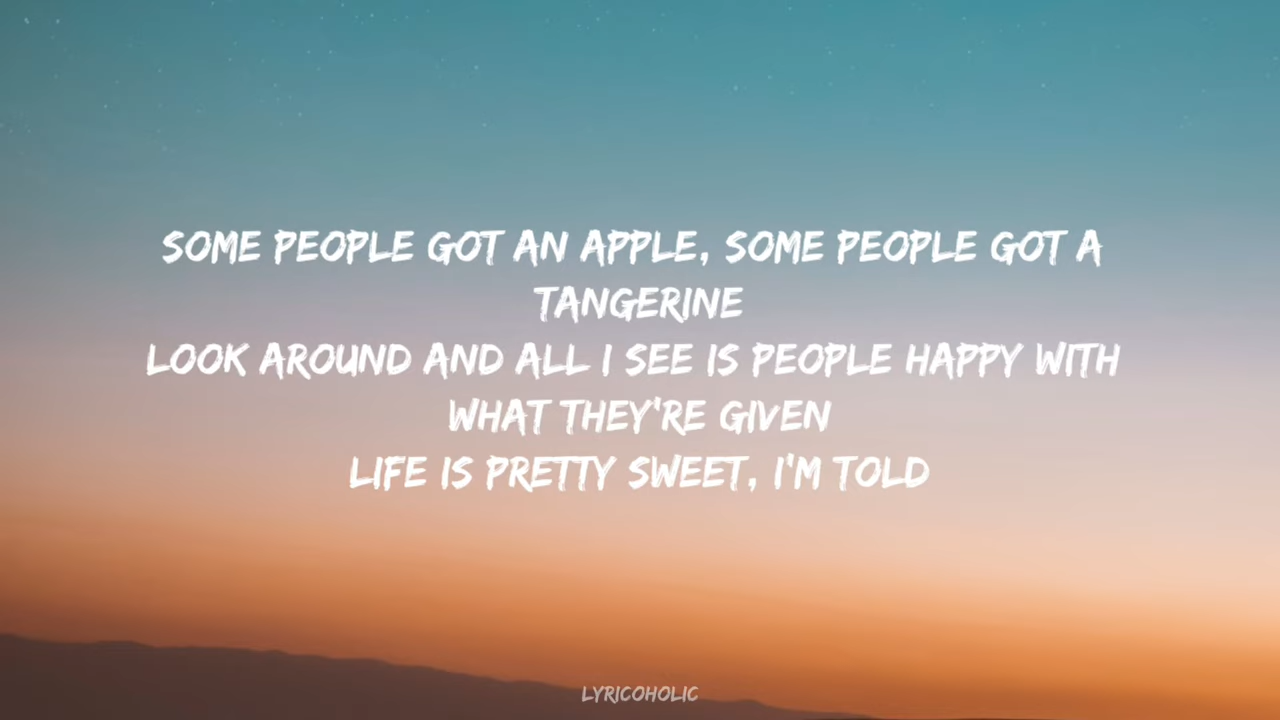 SOME PEOPLE GOT AN APPLE, SOME PEOPLE GOT A
TANGERINE
LOOK AROUND AND ALL I SEE IS PEOPLE HAPPY WITH
WHAT THEY'RE GIVEN
LIFE IS PRETTY SWEET, I'M TOLD
LYRICOHOLIC